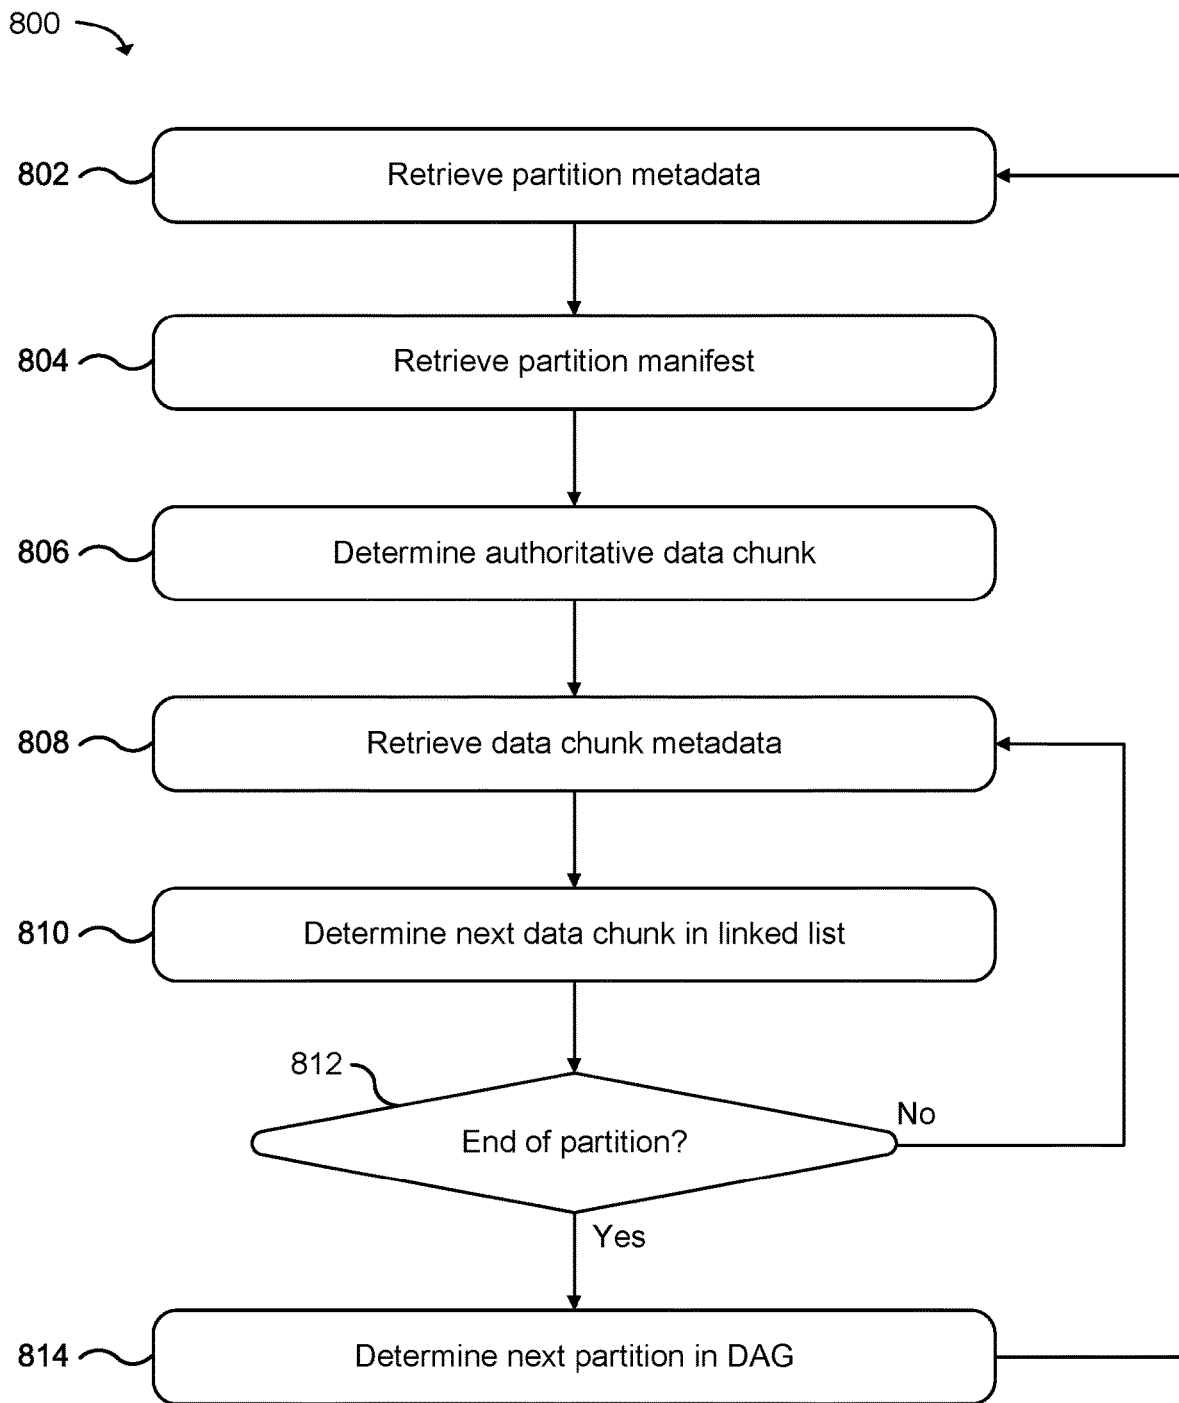 800
802
Retrieve partition metadata
804
Retrieve partition manifest
806
Determine authoritative data chunk
808
Retrieve data chunk metadata
810
Determine next data chunk in linked list
812
End of partition?
No
Yes
814
Determine next partition in DAG